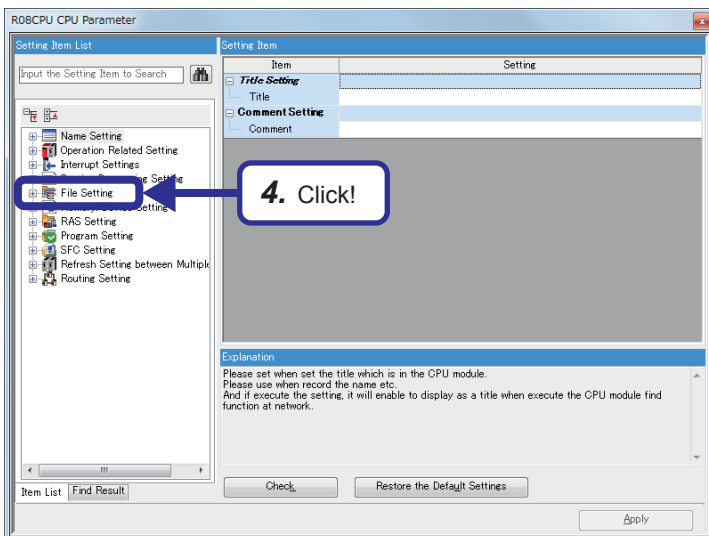 R08CPU CPU Parameter
Setting Item List
Input the Setting Item to Search
Name Setting
Operation Related Setting
Interrupt Settings
Setting
File Setting
Setting
RAS Setting
Program Setting
SFC Setting
Refresh Setting between Multiple
Routing Setting
Item List
Find Result
Setting Item
Item
Setting
Title Setting
Title
Comment Setting
Comment
4. Click!
Explanation
Please set when set the title which is in the CPU module.
Please use when record the name etc.
And if execute the setting, it will enable to display as a title when execute the CPU module find
function at network.
Check
Restore the Default Settings
Apply